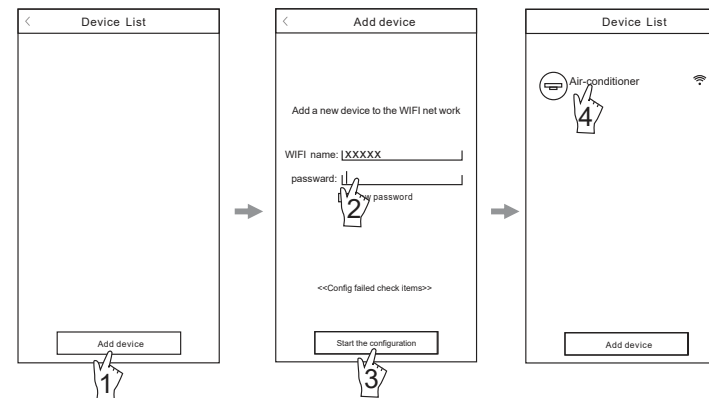 Device List
Add device
1
Add device
Add a new device to the WIFI net work
WIFI name: XXXXX
passward:
2
w password
<<Config failed check items>>
Start the configuration
3
Device List
Air-conditioner
4
Add device